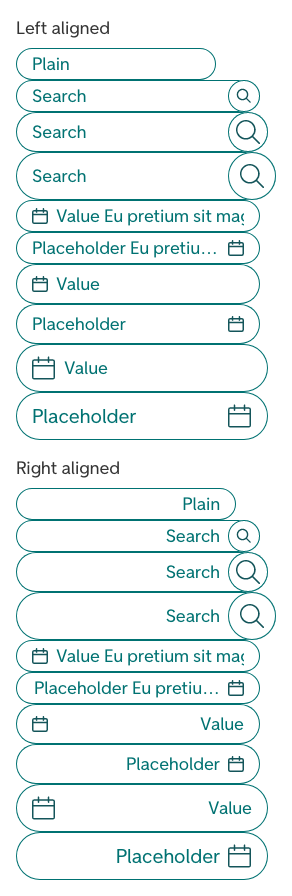 Left aligned
Plain
Search
Search
Search
Value Eu pretium sit mag
Placeholder Eu pretiu…
Value
Placeholder
Value
Placeholder
Right aligned
Plain
Search
Search
Search
Value Eu pretium sit mag
Placeholder Eu pretiu…
Value
Placeholder
Value
Placeholder